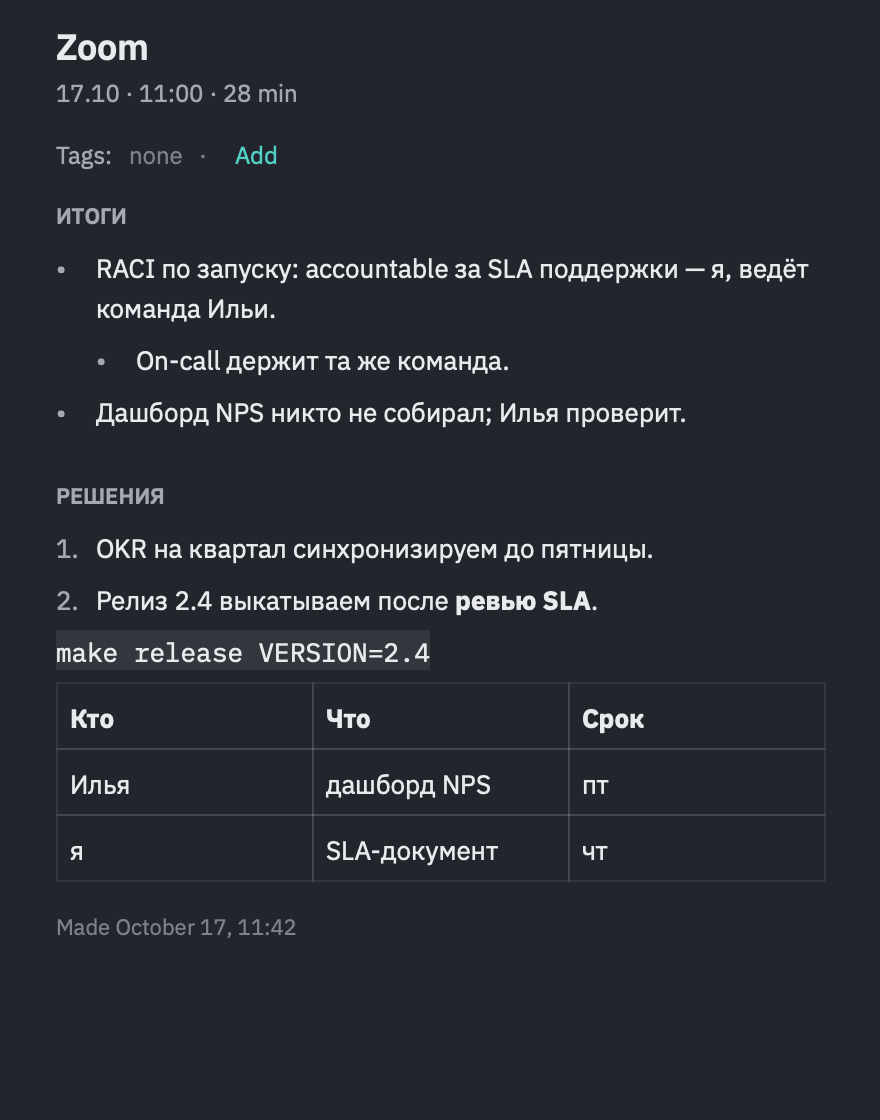 Zoom
17.10 · 11:00 · 28 min
Tags: none · Add
ИТОГИ
• RACI по запуску: accountable за SLA поддержки — я, ведёт
команда Ильи.
• On-call держит та же команда.
• Дашборд NPS никто не собирал; Илья проверит.
РЕШЕНИЯ
1. OKR на квартал синхронизируем до пятницы.
2. Релиз 2.4 выкатываем после ревью SLA.
make release VERSION=2.4
Кто Что Срок
Илья дашборд NPS пт
я SLA-документ чт
Made October 17, 11:42